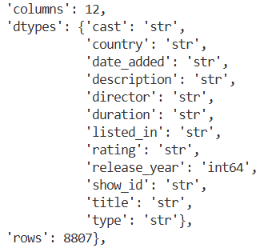 'columns': 12,
'dtypes': {'cast': 'str',
'country': 'str',
'date_added': 'str',
'description': 'str',
'director': 'str',
'duration': 'str',
'listed_in': 'str',
'rating': 'str',
'release_year': 'int64',
'show_id': 'str',
'title': 'str',
'type': 'str'},
'rows': 8807},